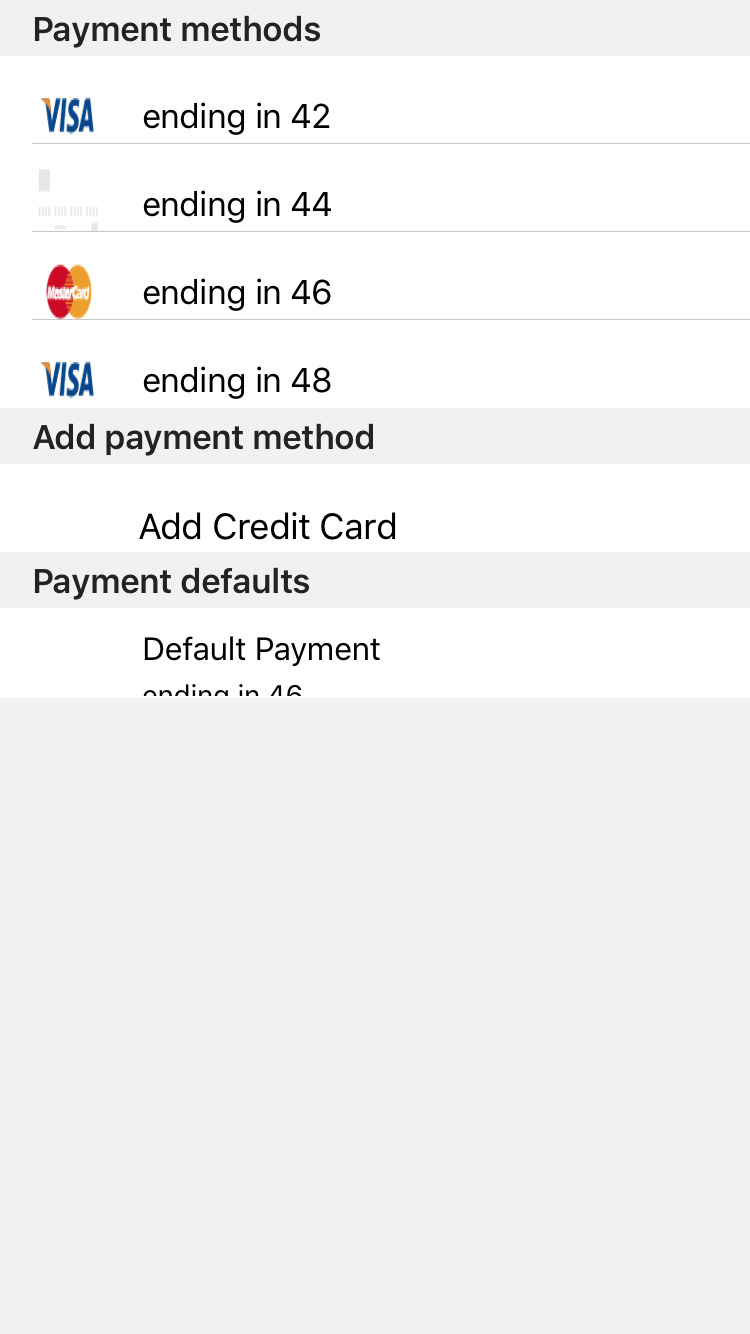 Payment methods
VISA ending in 42
ending in 44
MasterCard ending in 46
VISA ending in 48
Add payment method
Add Credit Card
Payment defaults
Default Payment
ending in 46